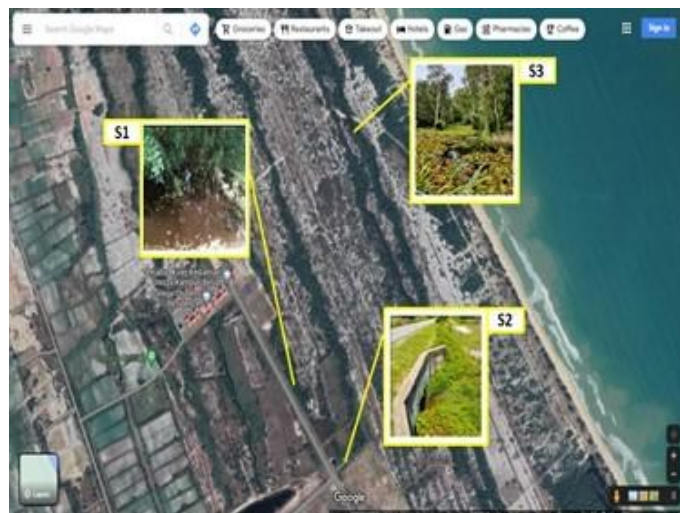 Search Google Maps
Groceries
Restaurants
Takeout
Hotels
Gas
Pharmacies
Coffee
Sign in
S3
S1
S2
Google
Layers